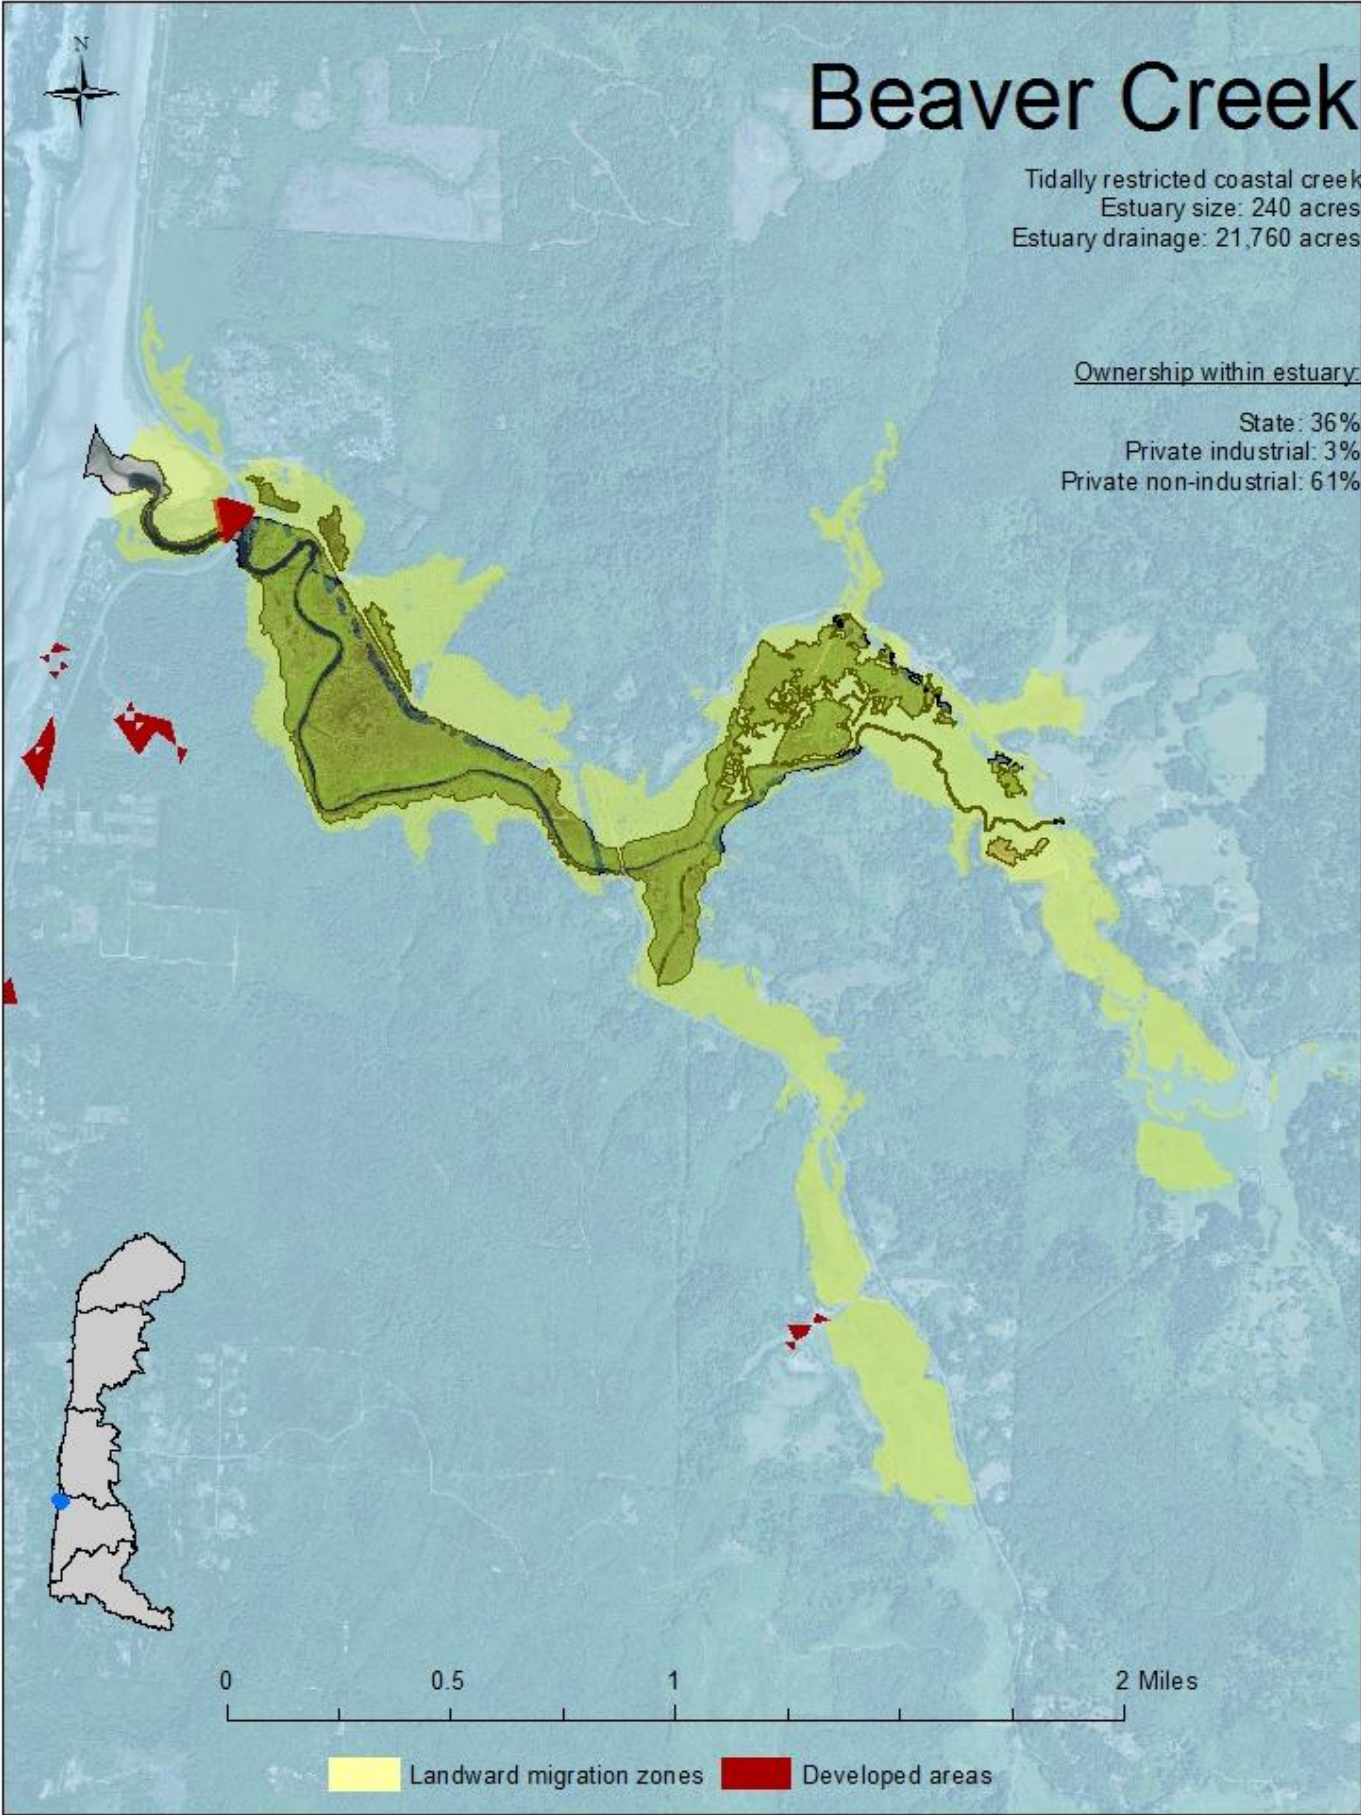 N
Beaver Creek
Tidally restricted coastal creek
Estuary size: 240 acres
Estuary drainage: 21,760 acres
Ownership within estuary:
State: 36%
Private industrial: 3%
Private non-industrial: 61%
0 0.5 1 2 Miles
Landward migration zones Developed areas